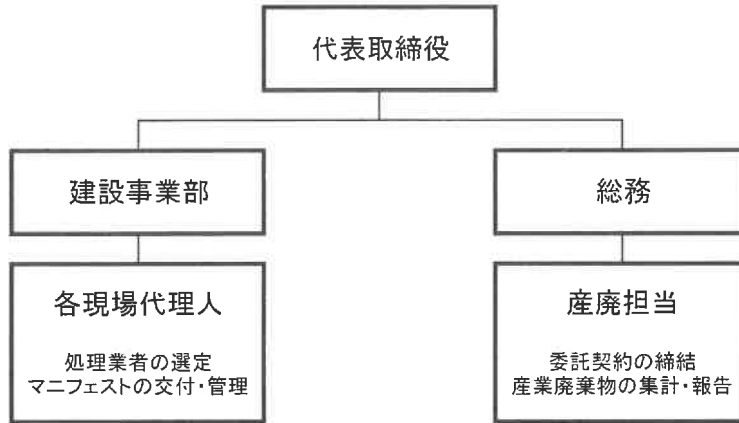 代表取締役
建設事業部
総務
各現場代理人
処理業者の選定
マニフェストの交付・管理
産廃担当
委託契約の締結
産業廃棄物の集計・報告